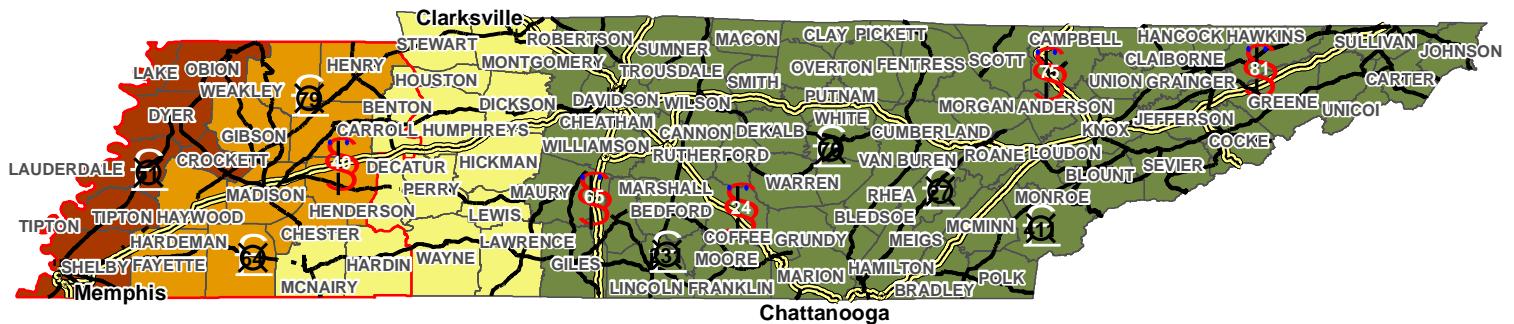 Clarksville
STEWART
ROBERTSON
SUMNER
MACON
CLAY
PICKETT
CAMPBELL
HANCOCK
HAWKINS
SULLIVAN
JOHNSON
LAKE
OBION
HENRY
WEAKLEY
HOUSTON
MONTGOMERY
TROUSDALE
SMITH
OVERTON
FENTRESS
SCOTT
75
UNION
CLAIBORNE
GRAINGER
81
CARTER
DYER
79
BENTON
DICKSON
DAVIDSON
WILSON
PUTNAM
MORGAN
ANDERSON
GREENE
UNICOI
GIBSON
CARROLL
HUMPHREYS
CHEATHAM
CANNON
DEKALB
WHITE
CUMBERLAND
KNOX
JEFFERSON
COCKE
LAUDERDALE
CROCKETT
40
DECATUR
HICKMAN
WILLIAMSON
RUTHERFORD
VAN BUREN
ROANE
LOUDON
BLOUNT
SEVIER
MADISON
PERRY
MAURY
65
MARSHALL
24
WARREN
RHEA
27
MONROE
TIPTON
TIPTON
HAYWOOD
HENDERSON
LEWIS
BEDFORD
BLEDSOE
MCMINN
HARDEMAN
CHESTER
LAWRENCE
COFFEE
GRUNDY
MEIGS
SHELBY
FAYETTE
64
HARDIN
WAYNE
GILES
MOORE
MARION
HAMILTON
POLK
Memphis
MCNAIRY
LINCOLN
FRANKLIN
BRADLEY
Chattanooga